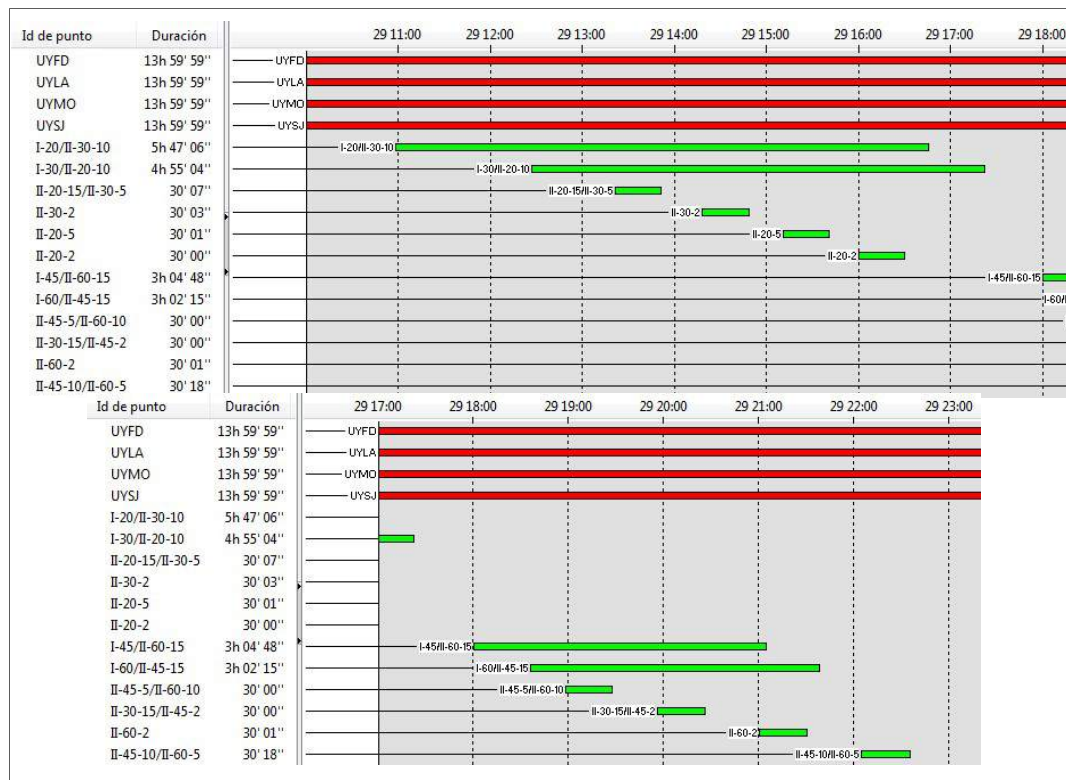 Id de punto Duración 29 11:00 29 12:00 29 13:00 29 14:00 29 15:00 29 16:00 29 17:00 29 18:00
UYFD 13h 59' 59'' UYFD
UYLA 13h 59' 59'' UYLA
UYMO 13h 59' 59'' UYMO
UYSJ 13h 59' 59'' UYSJ
I-20/II-30-10 5h 47' 06'' I-20/II-30-10
I-30/II-20-10 4h 55' 04'' I-30/II-20-10
II-20-15/II-30-5 30' 07'' II-20-15/II-30-5
II-30-2 30' 03'' II-30-2
II-20-5 30' 01'' II-20-5
II-20-2 30' 00'' II-20-2
I-45/II-60-15 3h 04' 48'' I-45/II-60-15
I-60/II-45-15 3h 02' 15'' I-60/I
II-45-5/II-60-10 30' 00''
II-30-15/II-45-2 30' 00''
II-60-2 30' 01''
II-45-10/II-60-5 30' 18''
Id de punto Duración 29 17:00 29 18:00 29 19:00 29 20:00 29 21:00 29 22:00 29 23:00
UYFD 13h 59' 59'' UYFD
UYLA 13h 59' 59'' UYLA
UYMO 13h 59' 59'' UYMO
UYSJ 13h 59' 59'' UYSJ
I-20/II-30-10 5h 47' 06''
I-30/II-20-10 4h 55' 04''
II-20-15/II-30-5 30' 07''
II-30-2 30' 03''
II-20-5 30' 01''
II-20-2 30' 00''
I-45/II-60-15 3h 04' 48'' I-45/II-60-15
I-60/II-45-15 3h 02' 15'' I-60/II-45-15
II-45-5/II-60-10 30' 00'' II-45-5/II-60-10
II-30-15/II-45-2 30' 00'' II-30-15/II-45-2
II-60-2 30' 01'' II-60-2
II-45-10/II-60-5 30' 18'' II-45-10/II-60-5